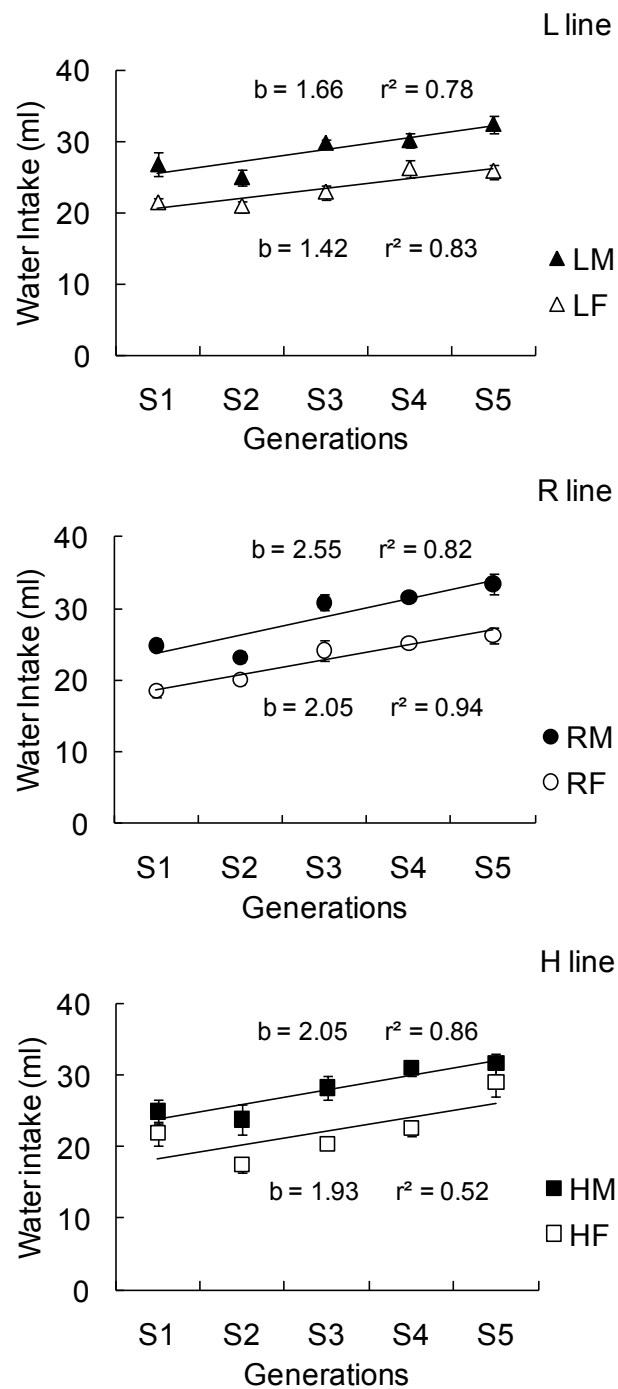 L line
40
b = 1.66 r² = 0.78
30
20
b = 1.42 r² = 0.83
10
0
Water Intake (ml)
LM
LF
S1 S2 S3 S4 S5
Generations
R line
40
b = 2.55 r² = 0.82
30
20
b = 2.05 r² = 0.94
10
0
Water Intake (ml)
RM
RF
S1 S2 S3 S4 S5
Generations
H line
40
b = 2.05 r² = 0.86
30
20
b = 1.93 r² = 0.52
10
0
Water intake (ml)
HM
HF
S1 S2 S3 S4 S5
Generations